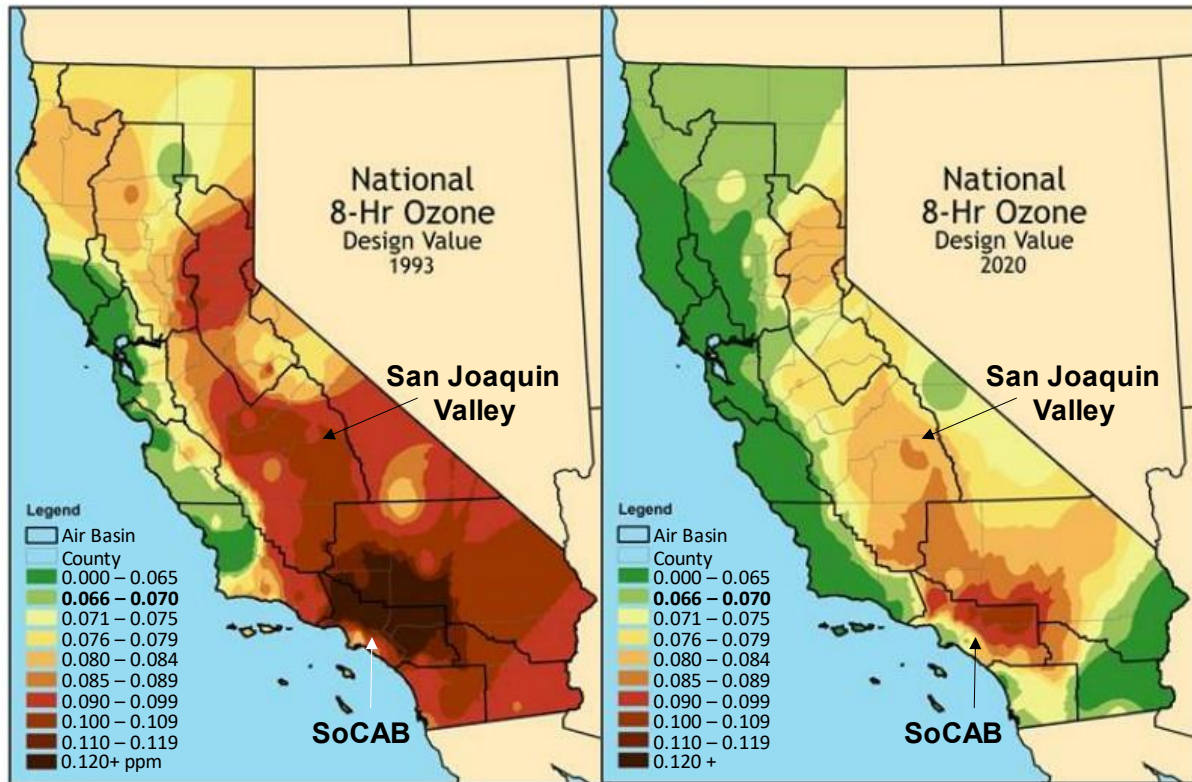 National
8-Hr Ozone
Design Value
1993
San Joaquin
Valley
SoCAB
Legend
Air Basin
County
0.000 – 0.065
0.066 – 0.070
0.071 – 0.075
0.076 – 0.079
0.080 – 0.084
0.085 – 0.089
0.090 – 0.099
0.100 – 0.109
0.110 – 0.119
0.120+ ppm
National
8-Hr Ozone
Design Value
2020
San Joaquin
Valley
SoCAB
Legend
Air Basin
County
0.000 – 0.065
0.066 – 0.070
0.071 – 0.075
0.076 – 0.079
0.080 – 0.084
0.085 – 0.089
0.090 – 0.099
0.100 – 0.109
0.110 – 0.119
0.120 +